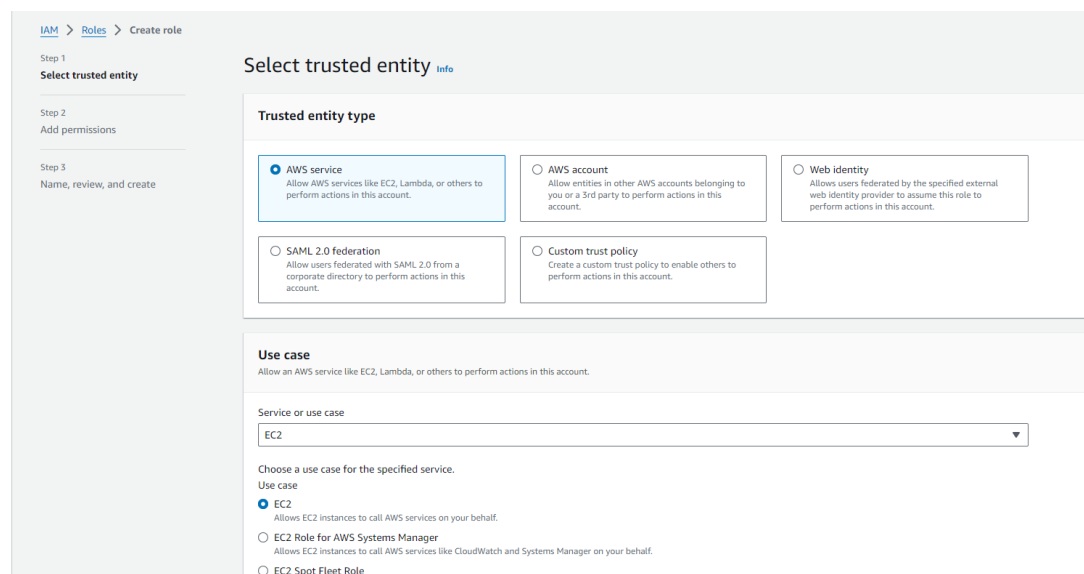 IAM > Roles > Create role
Step 1
Select trusted entity
Step 2
Add permissions
Step 3
Name, review, and create
Select trusted entity Info
Trusted entity type
AWS service
Allow AWS services like EC2, Lambda, or others to
perform actions in this account.
AWS account
Allow entities in other AWS accounts belonging to
you or a 3rd party to perform actions in this
account.
Web identity
Allows users federated by the specified external
web identity provider to assume this role to
perform actions in this account.
SAML 2.0 federation
Allow users federated with SAML 2.0 from a
corporate directory to perform actions in this
account.
Custom trust policy
Create a custom trust policy to enable others to
perform actions in this account.
Use case
Allow an AWS service like EC2, Lambda, or others to perform actions in this account.
Service or use case
EC2
Choose a use case for the specified service.
Use case
EC2
Allows EC2 instances to call AWS services on your behalf.
EC2 Role for AWS Systems Manager
Allows EC2 instances to call AWS services like CloudWatch and Systems Manager on your behalf.
EC2 Spot Fleet Role